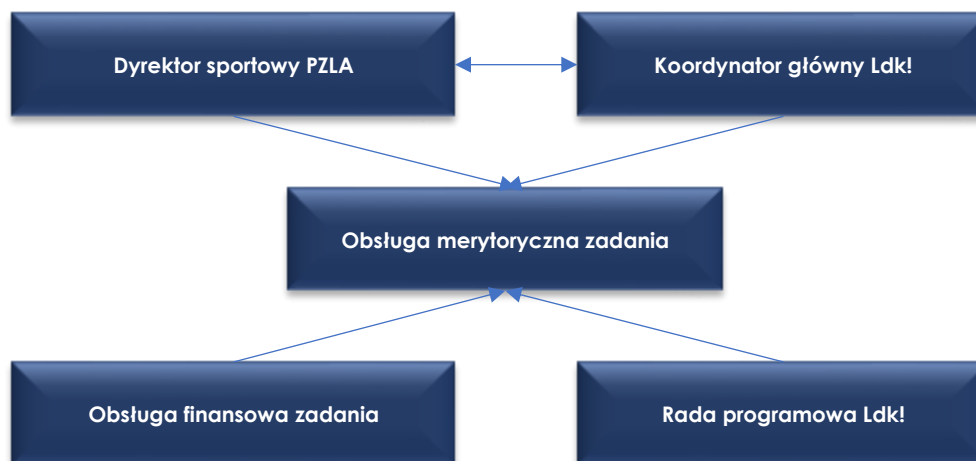 Dyrektor sportowy PZLA
Koordynator główny Ldk!
Obsługa merytoryczna zadania
Obsługa finansowa zadania
Rada programowa Ldk!